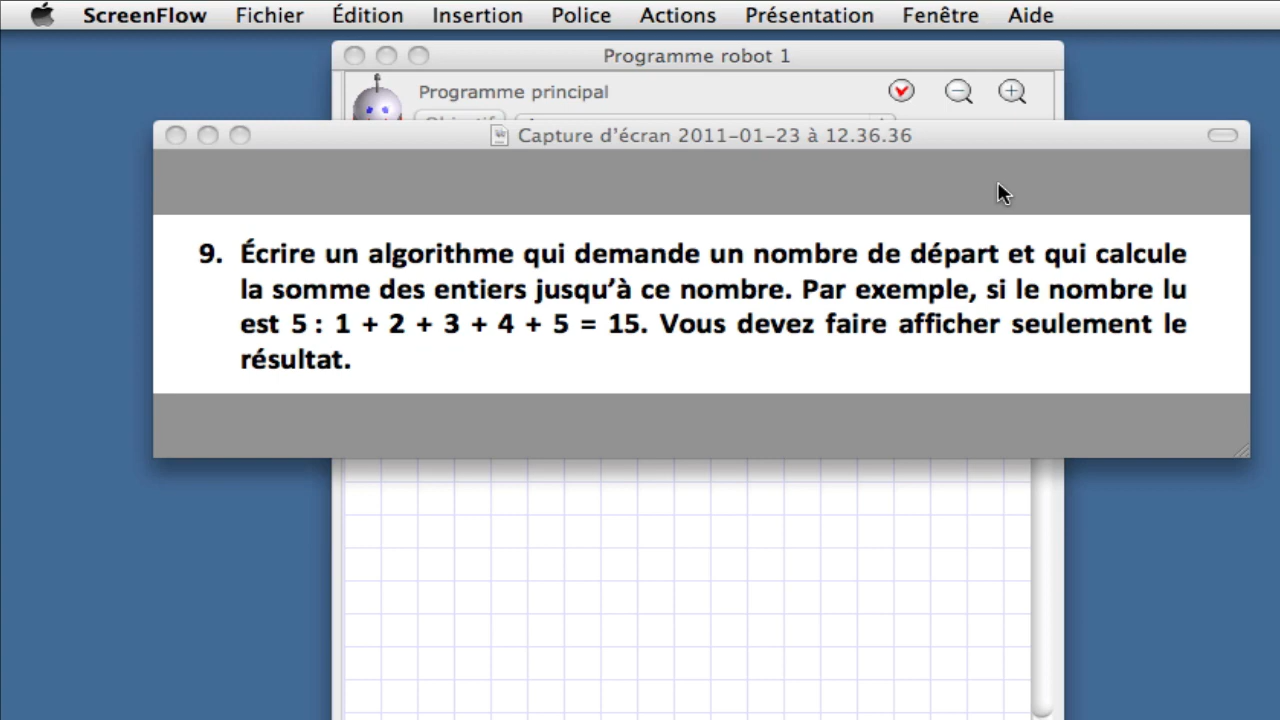 ScreenFlow Fichier Édition Insertion Police Actions Présentation Fenêtre Aide
Programme robot 1
Programme principal
Capture d'écran 2011-01-23 à 12.36.36
9. Écrire un algorithme qui demande un nombre de départ et qui calcule
la somme des entiers jusqu'à ce nombre. Par exemple, si le nombre lu
est 5 : 1 + 2 + 3 + 4 + 5 = 15. Vous devez faire afficher seulement le
résultat.